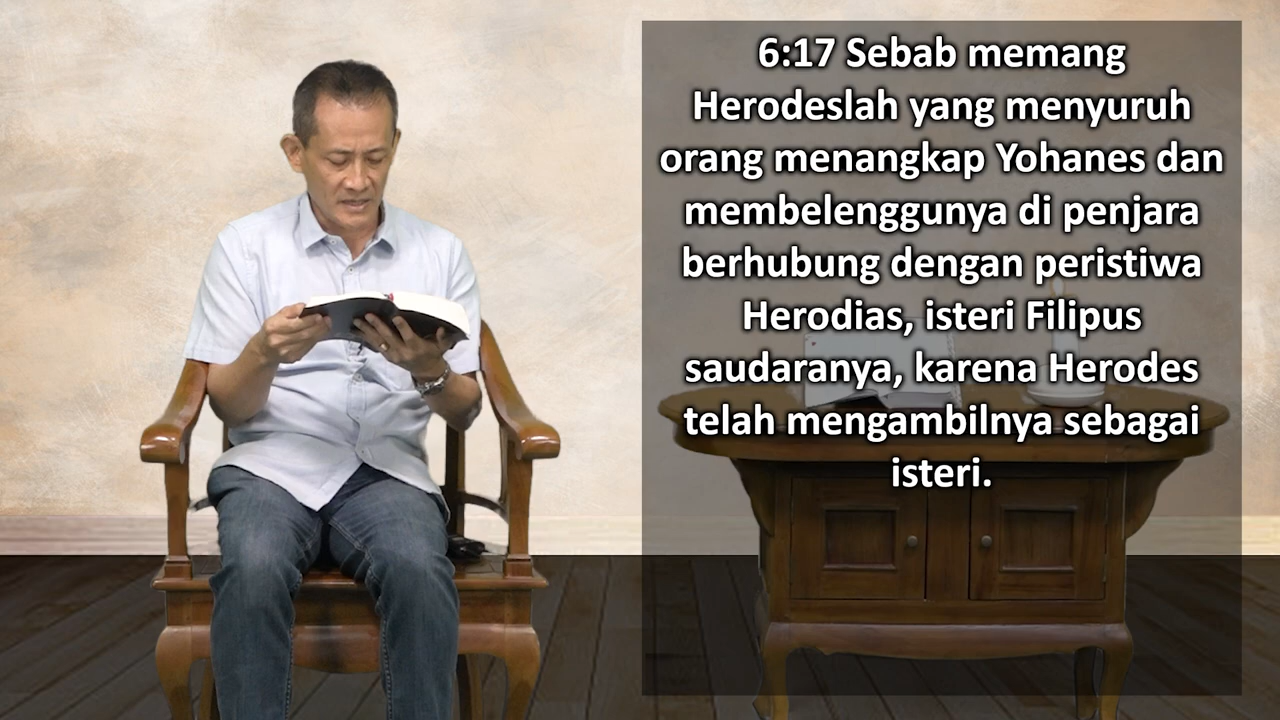 6:17 Sebab memang
Herodeslah yang menyuruh
orang menangkap Yohanes dan
membelenggunya di penjara
berhubung dengan peristiwa
Herodias, isteri Filipus
saudaranya, karena Herodes
telah mengambilnya sebagai
isteri.